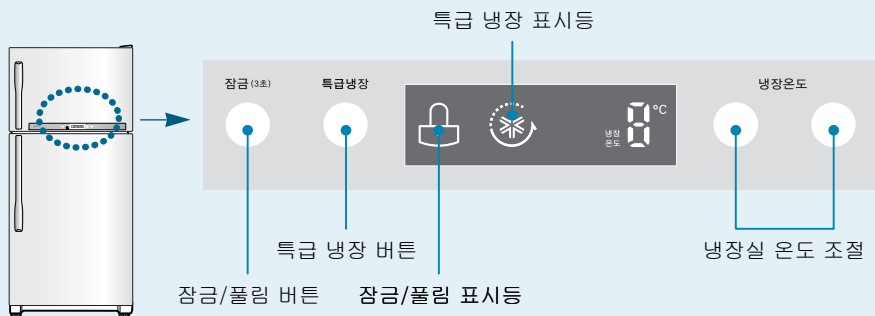 특급 냉장 표시등
잠금 (3초)
특급냉장
냉장온도
냉장
온도
8 °C
특급 냉장 버튼
냉장실 온도 조절
잠금/풀림 버튼
잠금/풀림 표시등